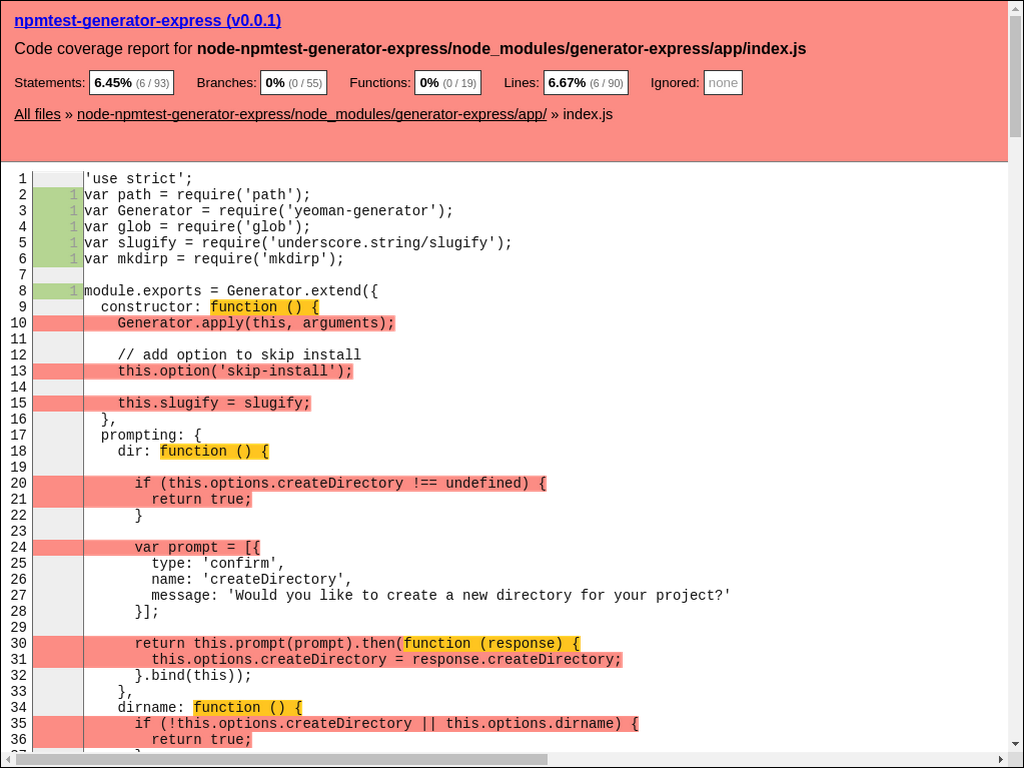 npmtest-generator-express (v0.0.1)
Code coverage report for node-npmtest-generator-express/node_modules/generator-express/app/index.js
Statements: 6.45% (6 / 93) Branches: 0% (0 / 55) Functions: 0% (0 / 19) Lines: 6.67% (6 / 90) Ignored: none
All files » node-npmtest-generator-express/node_modules/generator-express/app/ » index.js
1 'use strict';
2 1 var path = require('path');
3 1 var Generator = require('yeoman-generator');
4 1 var glob = require('glob');
5 1 var slugify = require('underscore.string/slugify');
6 1 var mkdirp = require('mkdirp');
7
8 1 module.exports = Generator.extend({
9 constructor: function () {
10 Generator.apply(this, arguments);
11
12 // add option to skip install
13 this.option('skip-install');
14
15 this.slugify = slugify;
16 },
17 prompting: {
18 dir: function () {
19
20 if (this.options.createDirectory !== undefined) {
21 return true;
22 }
23
24 var prompt = [{
25 type: 'confirm',
26 name: 'createDirectory',
27 message: 'Would you like to create a new directory for your project?'
28 }];
29
30 return this.prompt(prompt).then(function (response) {
31 this.options.createDirectory = response.createDirectory;
32 }.bind(this));
33 },
34 dirname: function () {
35 if (!this.options.createDirectory || this.options.dirname) {
36 return true;